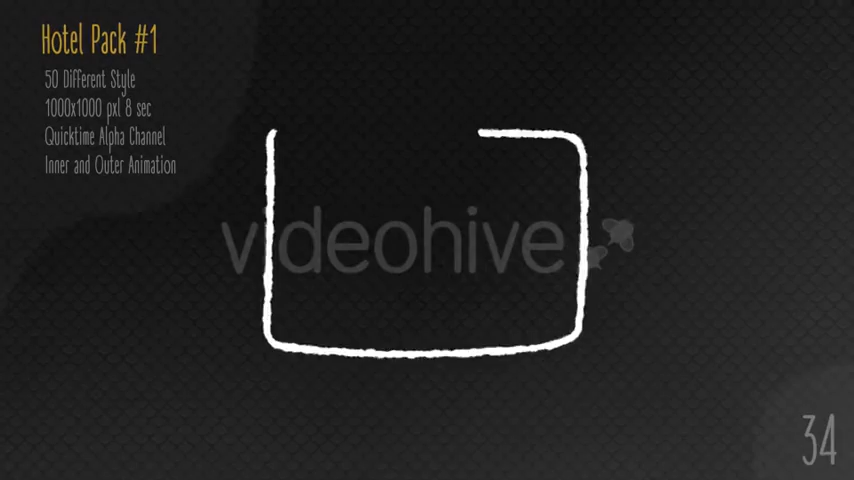 Hotel Pack #1
50 Different Style
1000x1000 pxl 8 sec
Quicktime Alpha Channel
Inner and Outer Animation
videohive
34